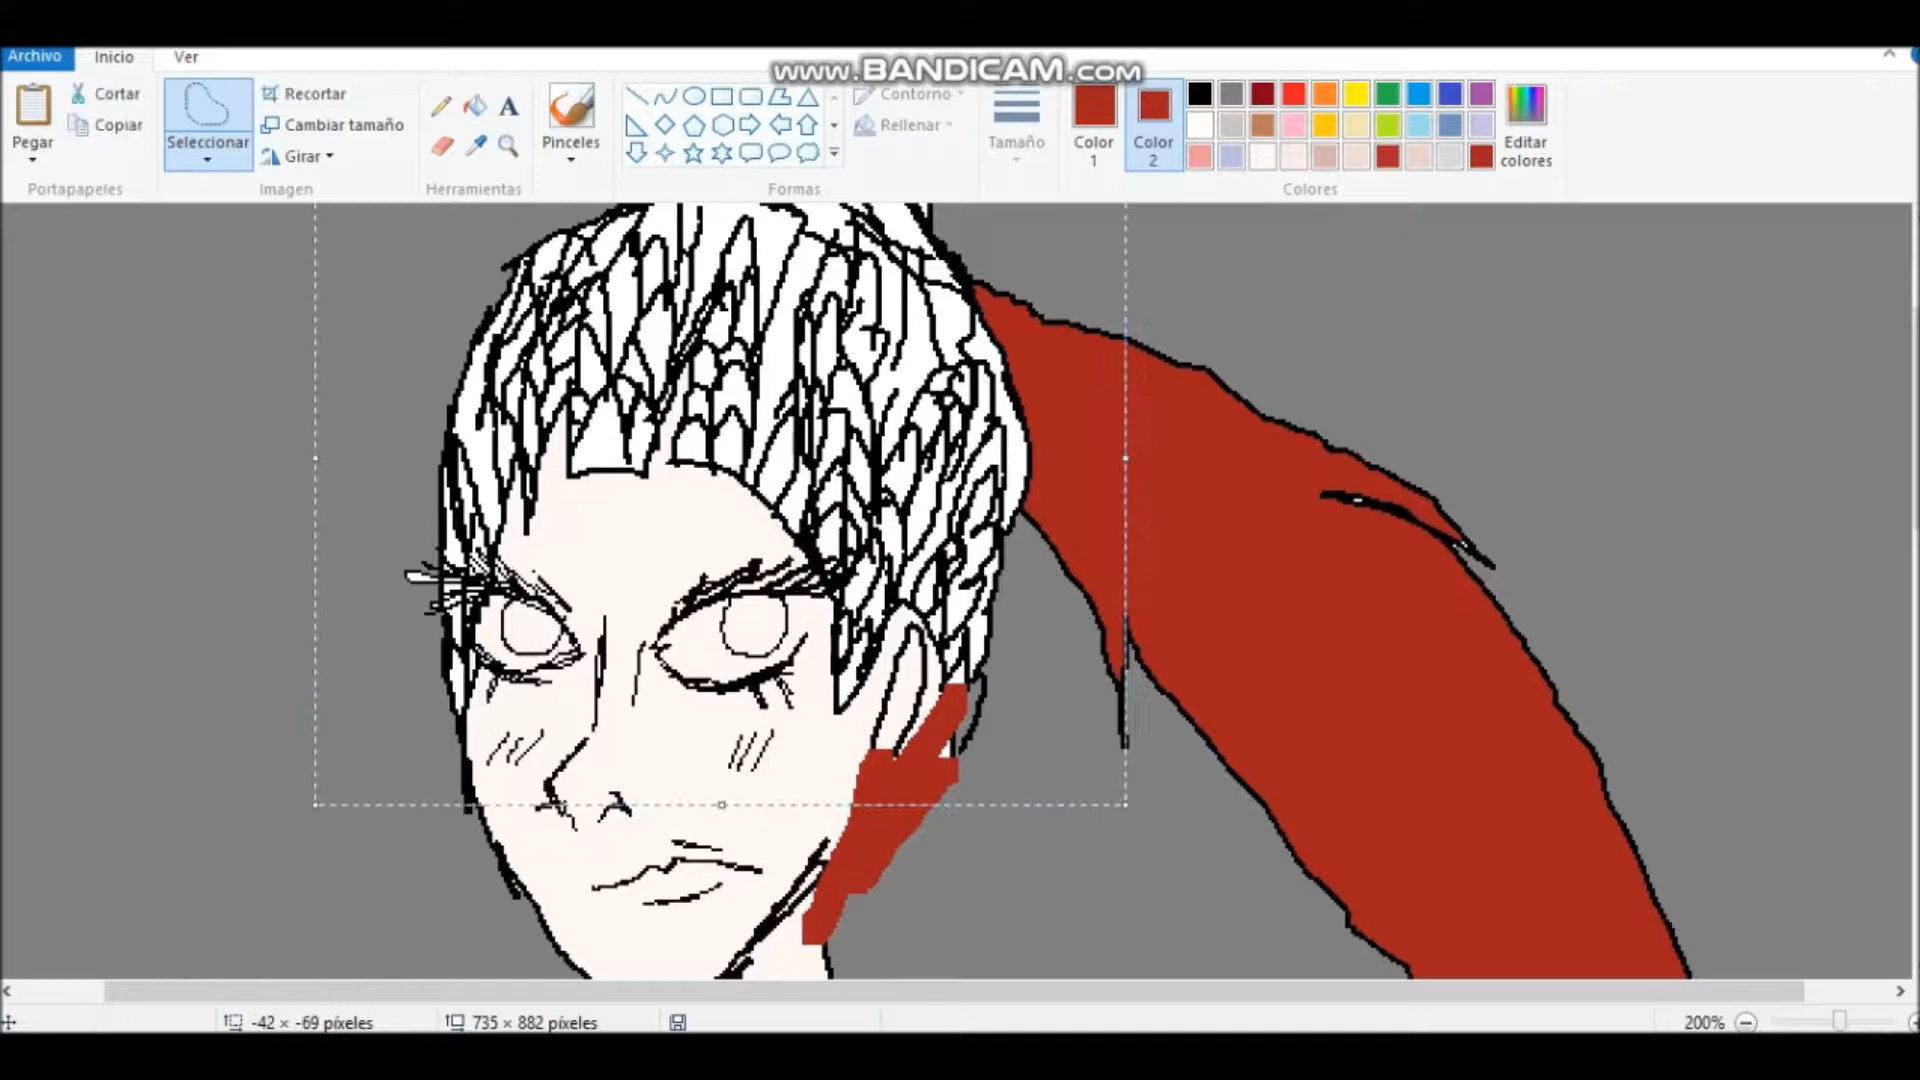 www.BANDICAM.com
Archivo Inicio Ver
Pegar
Cortar
Copiar
Portapapeles
Seleccionar
Recortar
Cambiar tamaño
Girar
Imagen
A
Herramientas
Pinceles
Formas
Contorno
Rellenar
Tamaño
Color
1
Color
2
Colores
Editar
colores
-42 × -69 píxeles
735 × 882 píxeles
200%